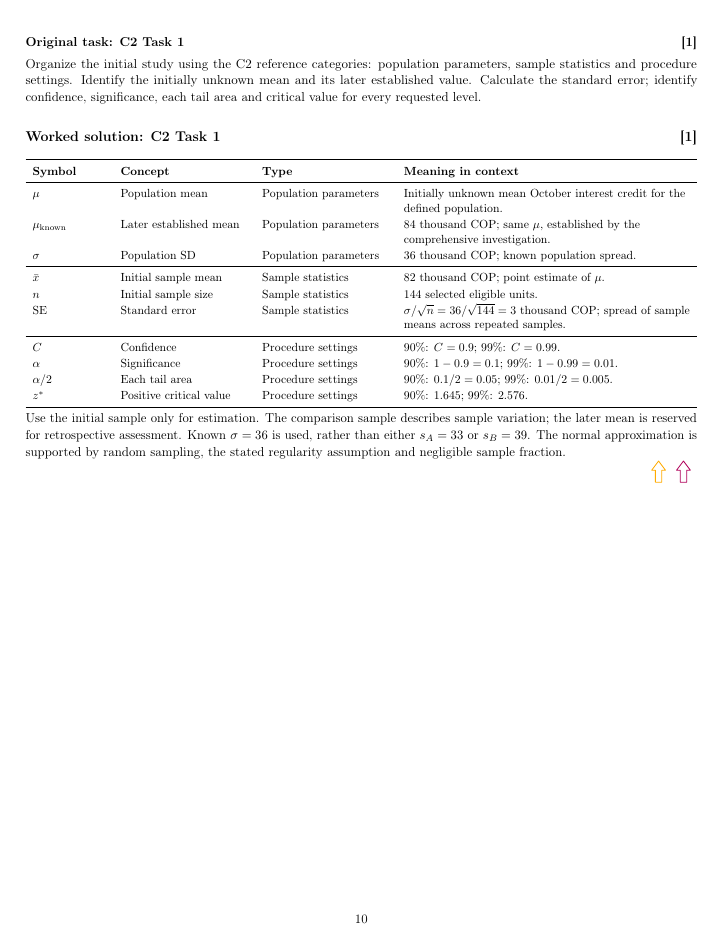 Original task: C2 Task 1 [1]
Organize the initial study using the C2 reference categories: population parameters, sample statistics and procedure
settings. Identify the initially unknown mean and its later established value. Calculate the standard error; identify
confidence, significance, each tail area and critical value for every requested level.
Worked solution: C2 Task 1 [1]
Symbol Concept Type Meaning in context
μ Population mean Population parameters Initially unknown mean October interest credit for the
defined population.
μknown Later established mean Population parameters 84 thousand COP; same μ, established by the
comprehensive investigation.
σ Population SD Population parameters 36 thousand COP; known population spread.
x̄ Initial sample mean Sample statistics 82 thousand COP; point estimate of μ.
n Initial sample size Sample statistics 144 selected eligible units.
SE Standard error Sample statistics σ/√n = 36/√144 = 3 thousand COP; spread of sample
means across repeated samples.
C Confidence Procedure settings 90%: C = 0.9; 99%: C = 0.99.
α Significance Procedure settings 90%: 1 − 0.9 = 0.1; 99%: 1 − 0.99 = 0.01.
α/2 Each tail area Procedure settings 90%: 0.1/2 = 0.05; 99%: 0.01/2 = 0.005.
z* Positive critical value Procedure settings 90%: 1.645; 99%: 2.576.
Use the initial sample only for estimation. The comparison sample describes sample variation; the later mean is reserved
for retrospective assessment. Known σ = 36 is used, rather than either sA = 33 or sB = 39. The normal approximation is
supported by random sampling, the stated regularity assumption and negligible sample fraction.
10